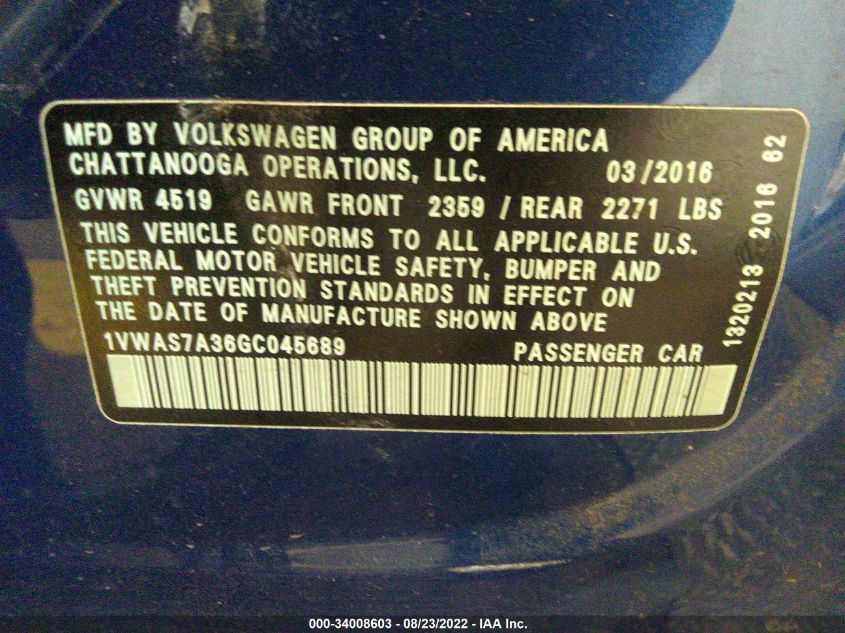 MFD BY VOLKSWAGEN GROUP OF AMERICA
CHATTANOOGA OPERATIONS, LLC. 03/2016
GVWR 4519 GAWR FRONT 2359 / REAR 2271 LBS
THIS VEHICLE CONFORMS TO ALL APPLICABLE U.S.
FEDERAL MOTOR VEHICLE SAFETY, BUMPER AND
THEFT PREVENTION STANDARDS IN EFFECT ON
THE DATE OF MANUFACTURE SHOWN ABOVE
1VWAS7A36GC045689 PASSENGER CAR
1320213 2016 62
000-34008603 - 08/23/2022 - IAA Inc.